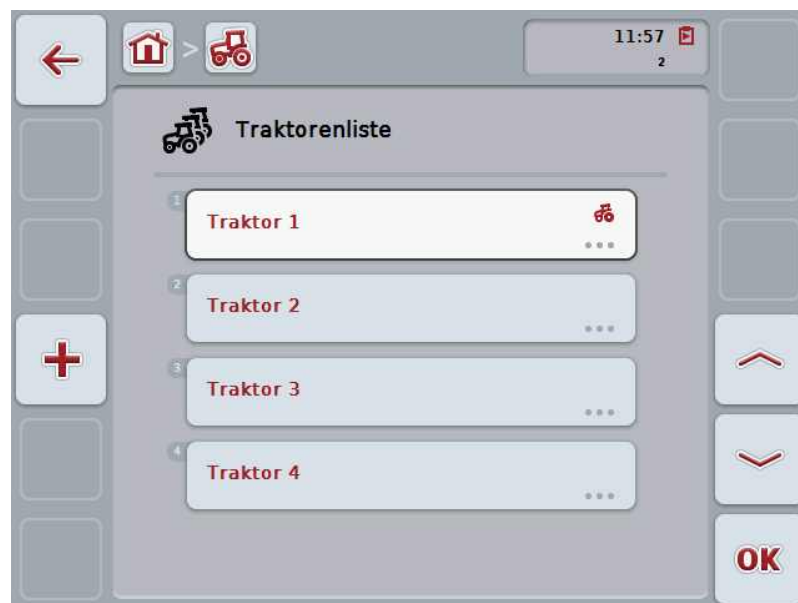 11:57
2
Traktorenliste
1
Traktor 1
2
Traktor 2
3
Traktor 3
4
Traktor 4
OK